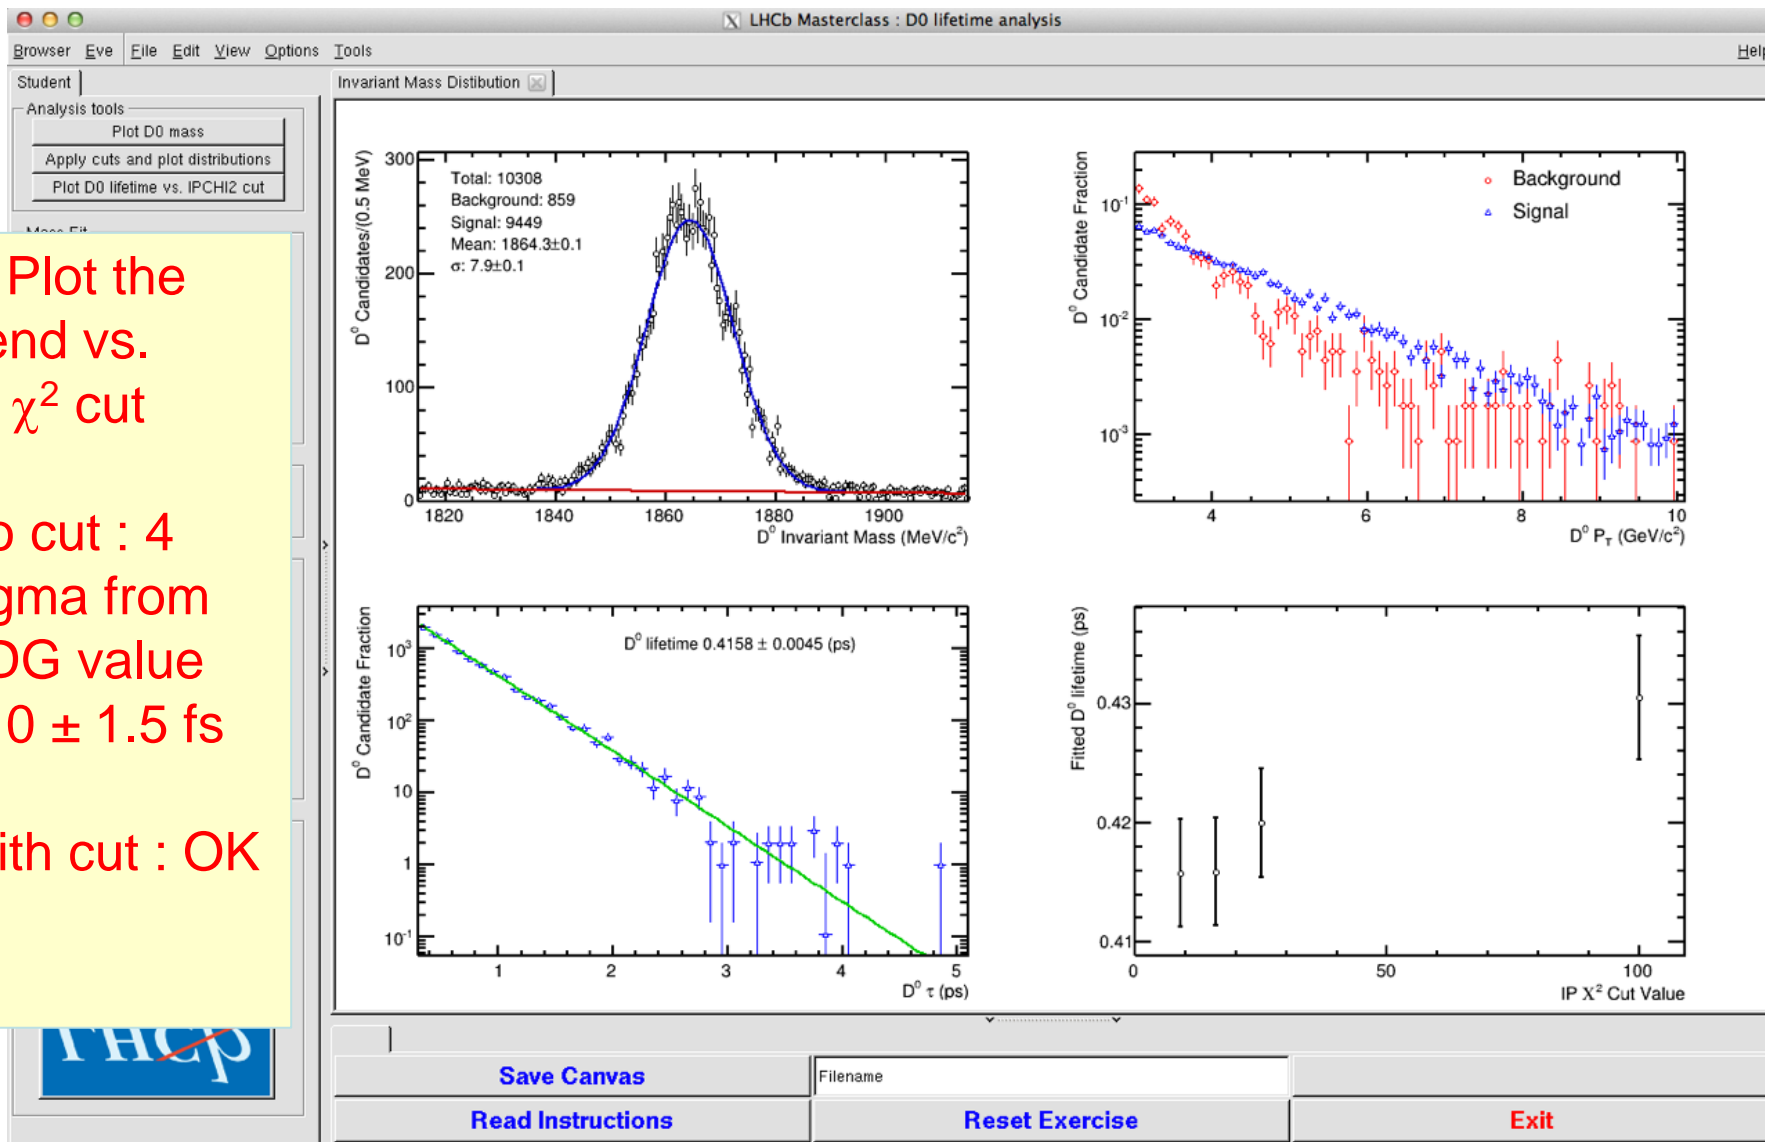 LHCb Masterclass : D0 lifetime analysis
Browser Eve File Edit View Options Tools
Help
Student
Invariant Mass Distibution
Analysis tools
Plot D0 mass
Apply cuts and plot distributions
Plot D0 lifetime vs. IPCHI2 cut
Plot the
end vs.
χ² cut
o cut : 4
gma from
DG value
0 ± 1.5 fs
ith cut : OK
LHCb
D⁰ Candidates/(0.5 MeV)
Total: 10308
Background: 859
Signal: 9449
Mean: 1864.3±0.1
σ: 7.9±0.1
300
200
100
0
1820 1840 1860 1880 1900
D⁰ Invariant Mass (MeV/c²)
D⁰ Candidate Fraction
Background
Signal
10⁻¹
10⁻²
10⁻³
4 6 8 10
D⁰ P_T (GeV/c²)
D⁰ Candidate Fraction
D⁰ lifetime 0.4158 ± 0.0045 (ps)
10³
10²
10
1
10⁻¹
1 2 3 4 5
D⁰ τ (ps)
Fitted D⁰ lifetime (ps)
0.43
0.42
0.41
0 50 100
IP Χ² Cut Value
Save Canvas
Filename
Read Instructions
Reset Exercise
Exit